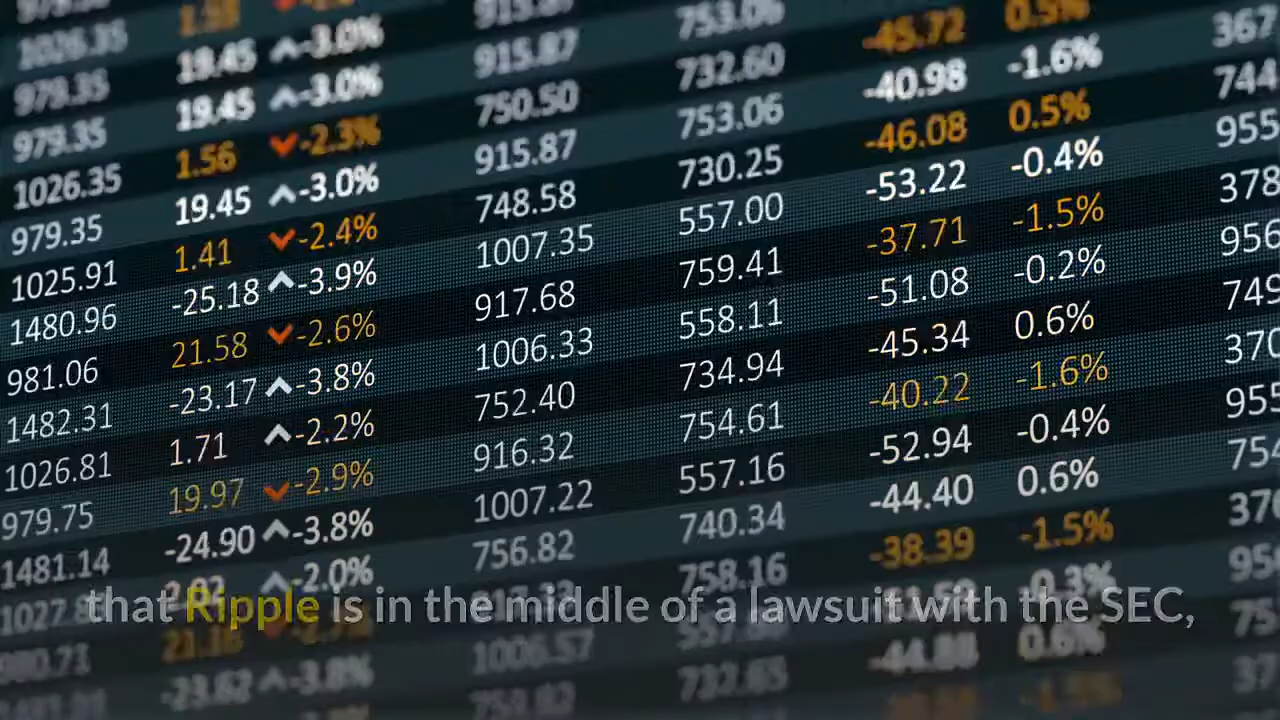 1026.35
979.35 19.45 -3.0%
979.35 19.45 -3.0% 915.87 753.06
1026.35 1.56 -2.3% 750.50 732.60 -45.72 0.5%
979.35 19.45 -3.0% 915.87 753.06 -40.98 -1.6% 367
1025.91 1.41 -2.4% 748.58 730.25 -46.08 0.5% 744
1480.96 -25.18 -3.9% 1007.35 557.00 -53.22 -0.4% 955
981.06 21.58 -2.6% 917.68 759.41 -37.71 -1.5% 378
1482.31 -23.17 -3.8% 1006.33 558.11 -51.08 -0.2% 956
1026.81 1.71 -2.2% 752.40 734.94 -45.34 0.6% 749
979.75 19.97 -2.9% 916.32 754.61 -40.22 -1.6% 370
1481.14 -24.90 -3.8% 1007.22 557.16 -52.94 -0.4% 955
-2.0% 756.82 740.34 -44.40 0.6% 754
758.16 -38.39 -1.5% 370
-3.8% 1006.57
that Ripple is in the middle of a lawsuit with the SEC,